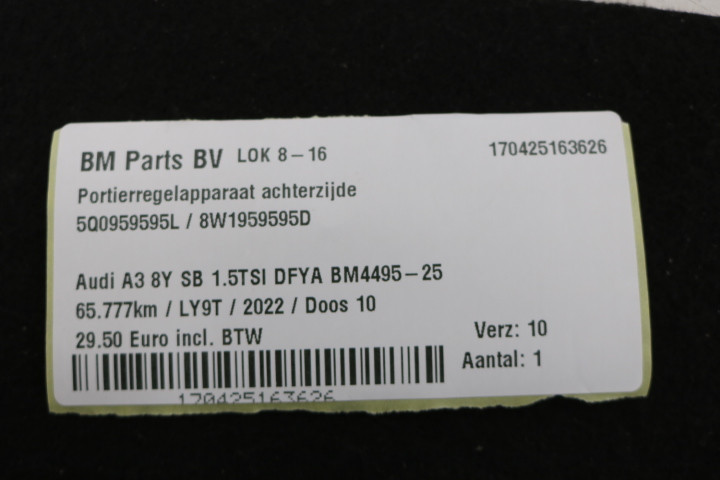 BM Parts BV LOK 8-16 170425163626
Portierregelapparaat achterzijde
5Q0959595L / 8W1959595D
Audi A3 8Y SB 1.5TSI DFYA BM4495-25
65.777km / LY9T / 2022 / Doos 10
29.50 Euro incl. BTW Verz: 10
Aantal: 1
170425163626